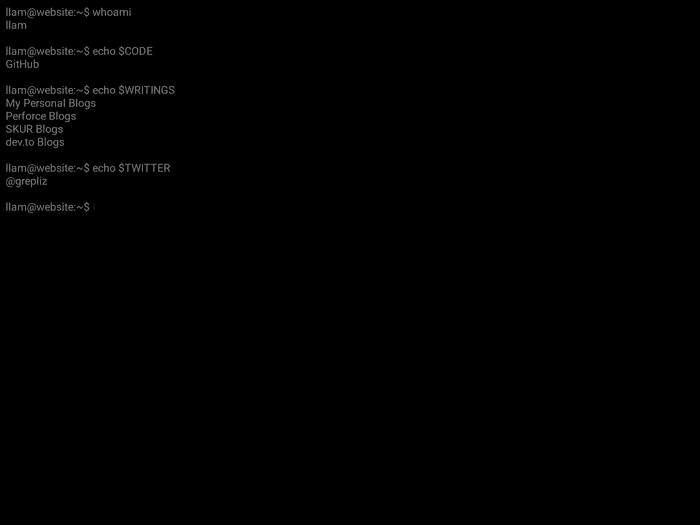 llam@website:~$ whoami
llam
llam@website:~$ echo $CODE
GitHub
llam@website:~$ echo $WRITINGS
My Personal Blogs
Perforce Blogs
SKUR Blogs
dev.to Blogs
llam@website:~$ echo $TWITTER
@grepliz
llam@website:~$